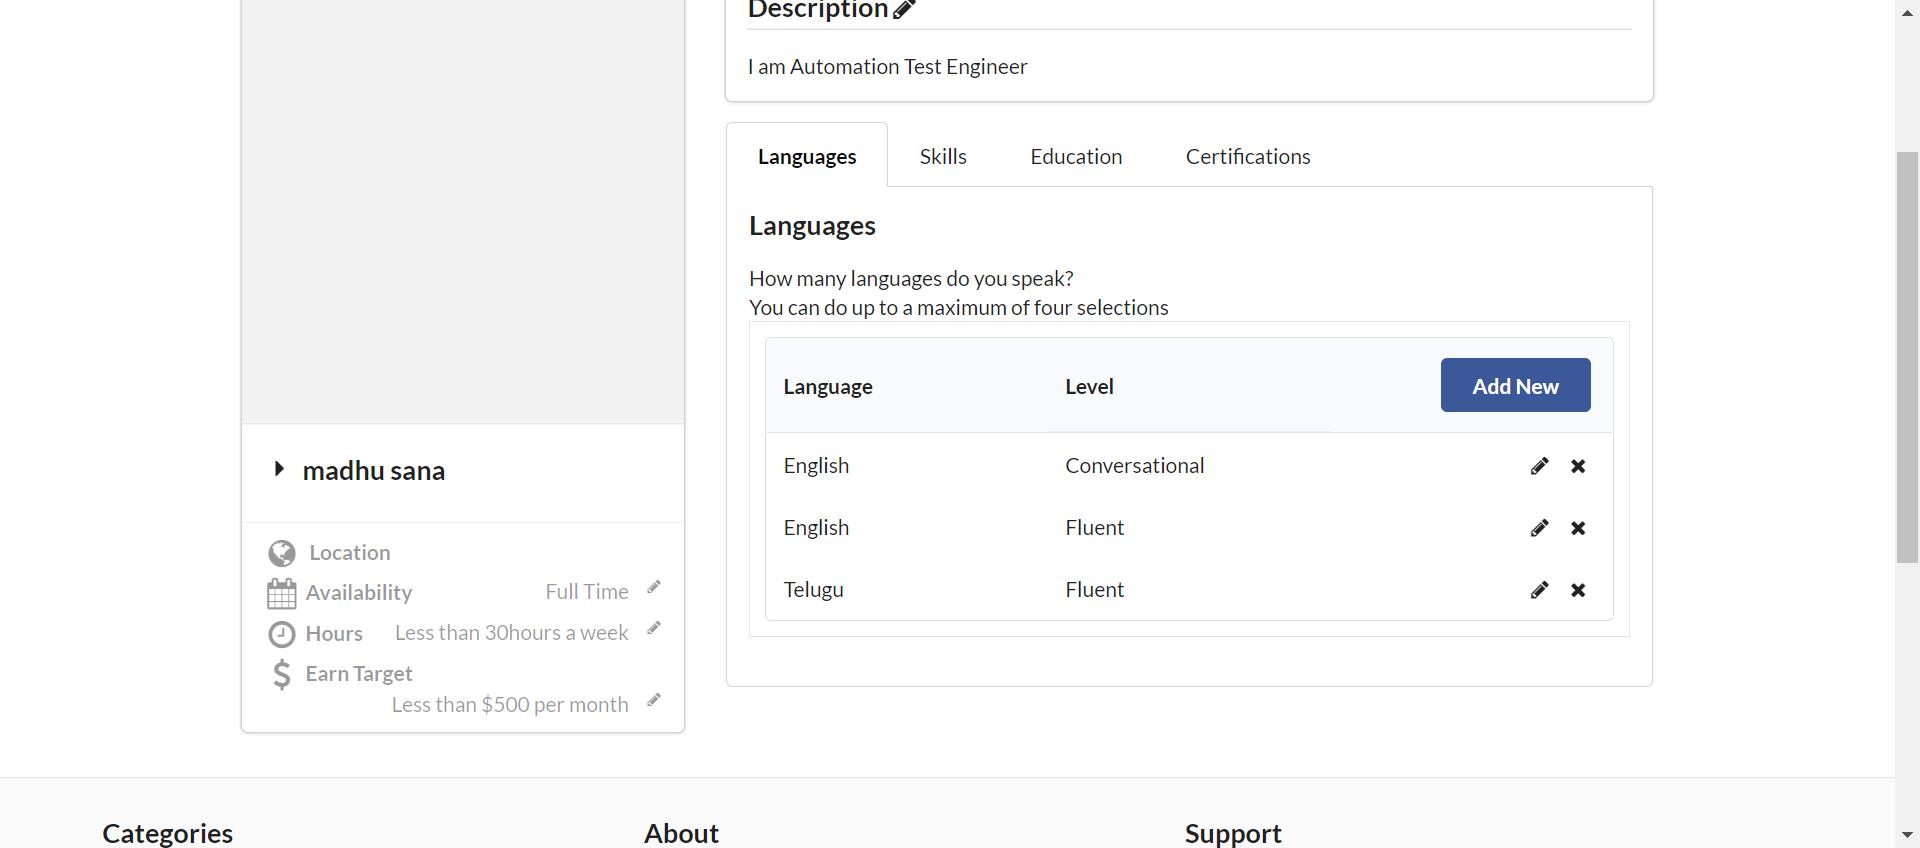 Description
I am Automation Test Engineer
Languages Skills Education Certifications
Languages
How many languages do you speak?
You can do up to a maximum of four selections
Language Level Add New
English Conversational
English Fluent
Telugu Fluent
madhu sana
Location
Availability Full Time
Hours Less than 30hours a week
Earn Target
Less than $500 per month
Categories About Support